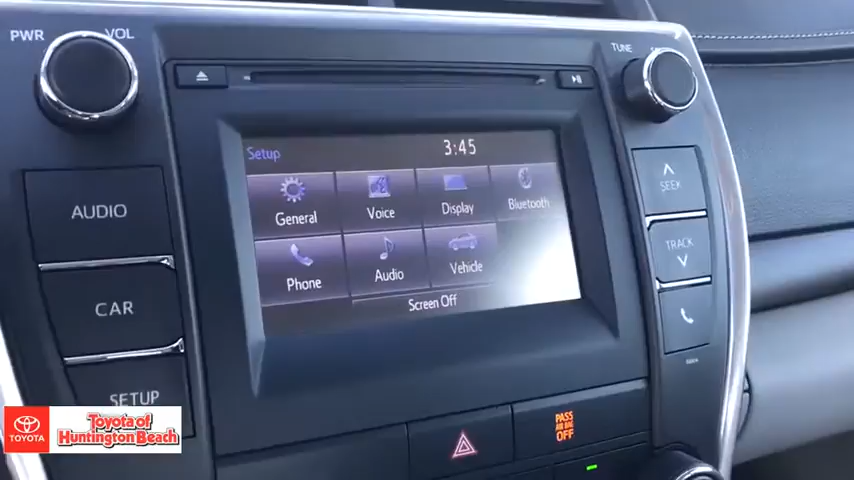 PWR VOL
TUNE
AUDIO
CAR
SETUP
Setup 3:45
General Voice Display Bluetooth
Phone Audio Vehicle
Screen Off
SEEK
TRACK
PASS
AIR BAG
OFF
TOYOTA
Toyota of
Huntington Beach